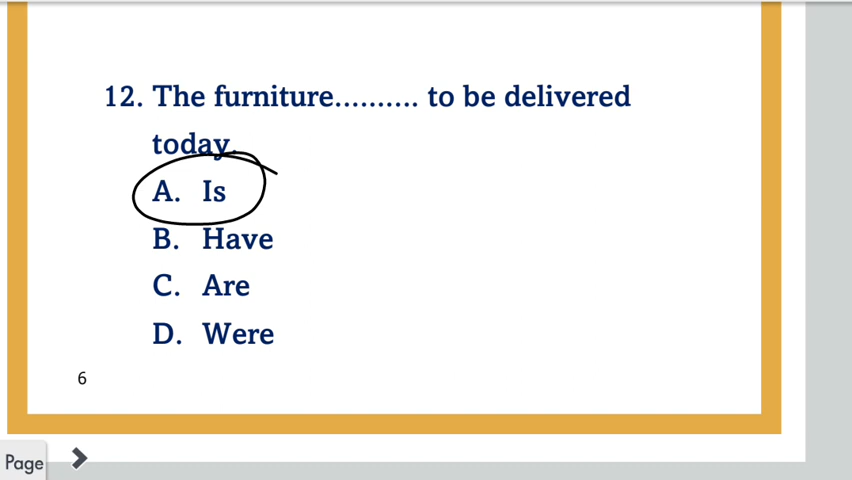 12. The furniture.......... to be delivered
today.
A. Is
B. Have
C. Are
D. Were
6
Page